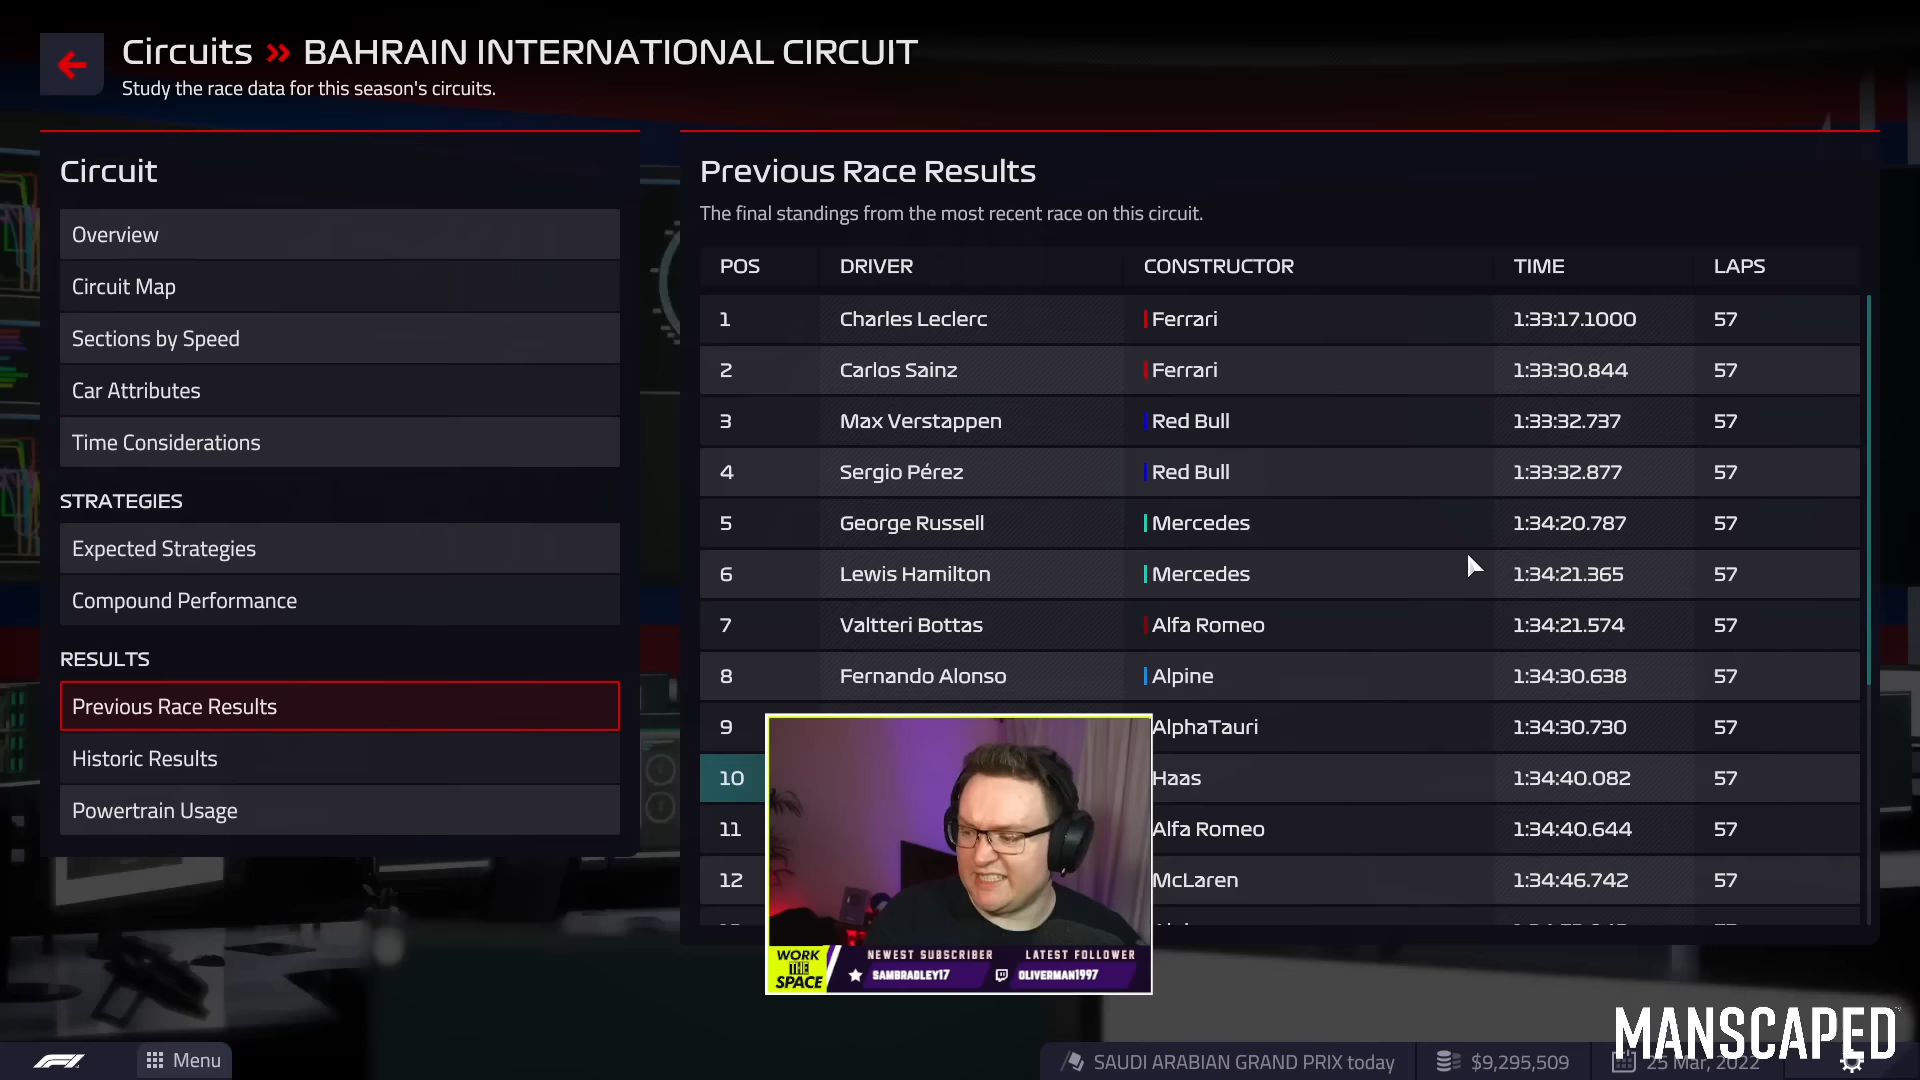 Circuits » BAHRAIN INTERNATIONAL CIRCUIT
Study the race data for this season's circuits.
Circuit
Overview
Circuit Map
Sections by Speed
Car Attributes
Time Considerations
STRATEGIES
Expected Strategies
Compound Performance
RESULTS
Previous Race Results
Historic Results
Powertrain Usage
Previous Race Results
The final standings from the most recent race on this circuit.
POS DRIVER CONSTRUCTOR TIME LAPS
1 Charles Leclerc Ferrari 1:33:17.1000 57
2 Carlos Sainz Ferrari 1:33:30.844 57
3 Max Verstappen Red Bull 1:33:32.737 57
4 Sergio Pérez Red Bull 1:33:32.877 57
5 George Russell Mercedes 1:34:20.787 57
6 Lewis Hamilton Mercedes 1:34:21.365 57
7 Valtteri Bottas Alfa Romeo 1:34:21.574 57
8 Fernando Alonso Alpine 1:34:30.638 57
9 AlphaTauri 1:34:30.730 57
10 Haas 1:34:40.082 57
11 Alfa Romeo 1:34:40.644 57
12 McLaren 1:34:46.742 57
WORK THE SPACE
NEWEST SUBSCRIBER
SAMBRADLEY17
LATEST FOLLOWER
OLIVERMAN1997
MANSCAPED
F1
Menu
SAUDI ARABIAN GRAND PRIX today
$9,295,509
25 Mar, 2022